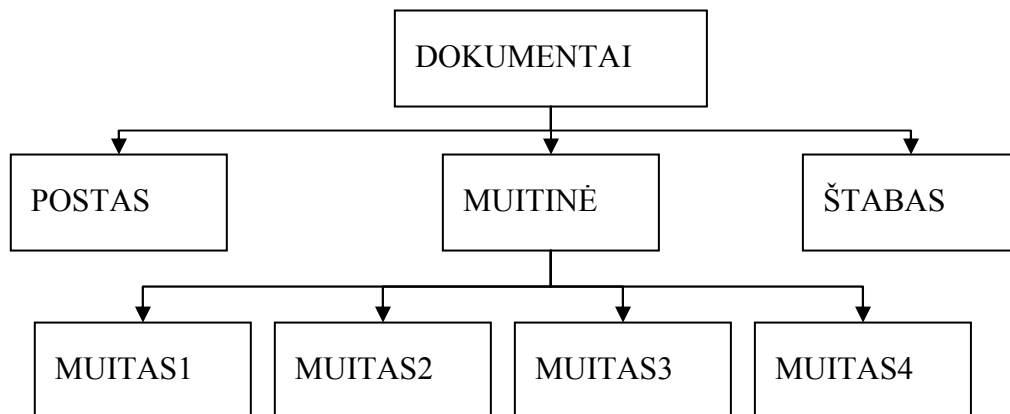 DOKUMENTAI
POSTAS
MUITINĖ
ŠTABAS
MUITAS1
MUITAS2
MUITAS3
MUITAS4